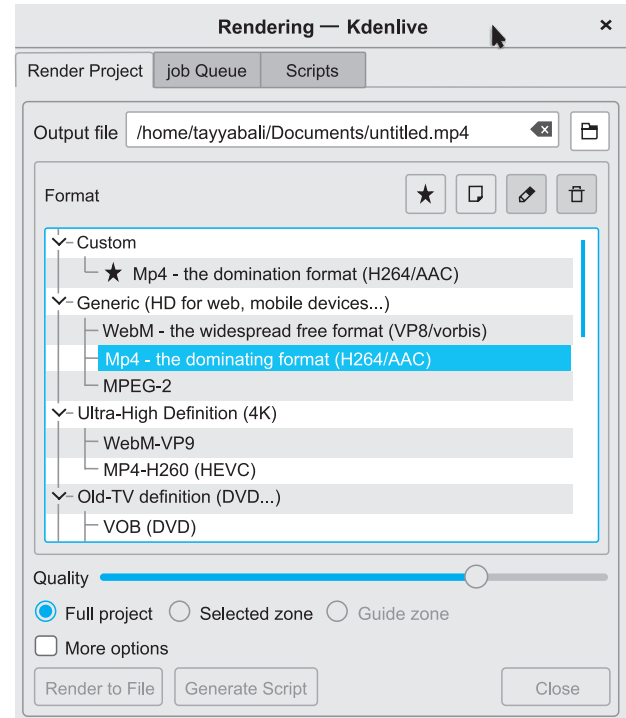 Rendering — Kdenlive
Render Project job Queue Scripts
Output file /home/tayyabali/Documents/untitled.mp4
Format
Custom
Mp4 - the domination format (H264/AAC)
Generic (HD for web, mobile devices...)
WebM - the widespread free format (VP8/vorbis)
Mp4 - the dominating format (H264/AAC)
MPEG-2
Ultra-High Definition (4K)
WebM-VP9
MP4-H260 (HEVC)
Old-TV definition (DVD...)
VOB (DVD)
Quality
Full project Selected zone Guide zone
More options
Render to File Generate Script Close